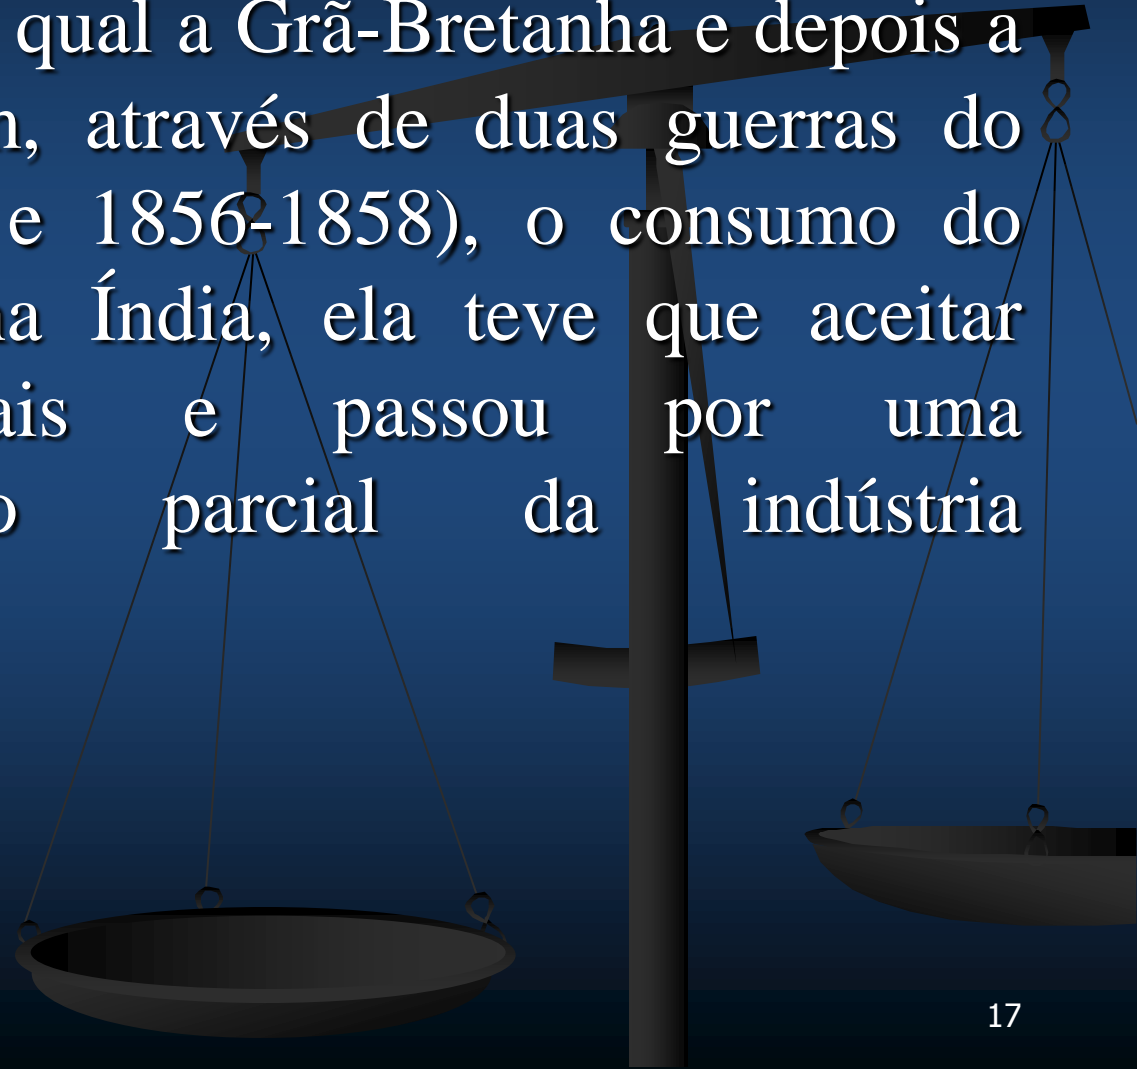 qual a Grã-Bretanha e depois a
através de duas guerras do
e 1856-1858), o consumo do
Índia, ela teve que aceitar
e passou por uma
parcial da indústria
17